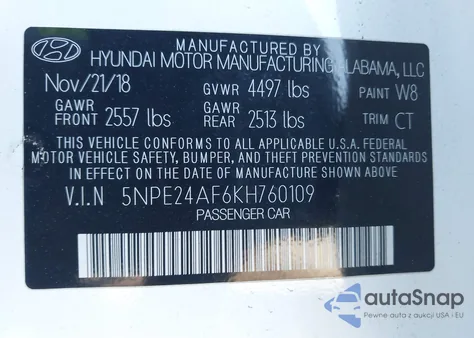 MANUFACTURED BY
HYUNDAI MOTOR MANUFACTURING ALABAMA, LLC
Nov/21/18 GVWR 4497 lbs PAINT W8
GAWR FRONT 2557 lbs GAWR REAR 2513 lbs TRIM CT
THIS VEHICLE CONFORMS TO ALL APPLICABLE U.S.A. FEDERAL
MOTOR VEHICLE SAFETY, BUMPER, AND THEFT PREVENTION STANDARDS
IN EFFECT ON THE DATE OF MANUFACTURE SHOWN ABOVE.
V.I.N 5NPE24AF6KH760109
PASSENGER CAR
autoSnap
Pewne auta z aukcji USA i EU